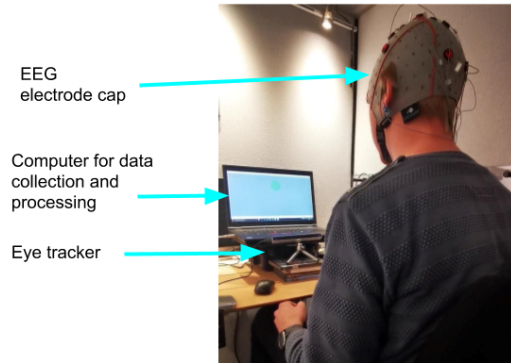 EEG
electrode cap
Computer for data
collection and
processing
Eye tracker